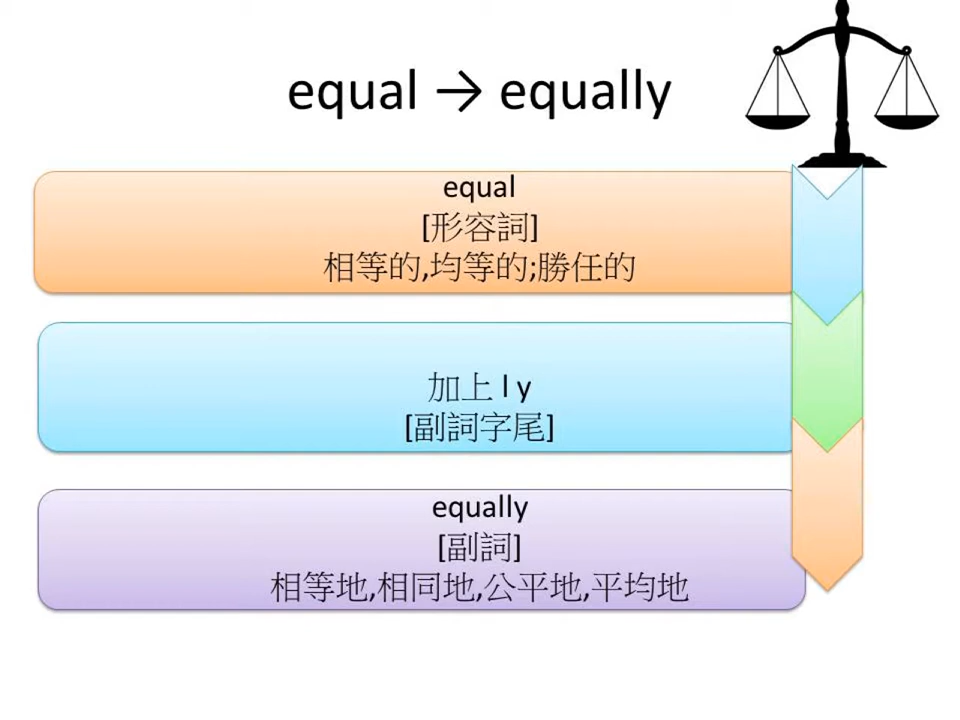 equal → equally
equal
[形容詞]
相等的,均等的;勝任的
加上 l y
[副詞字尾]
equally
[副詞]
相等地,相同地,公平地,平均地